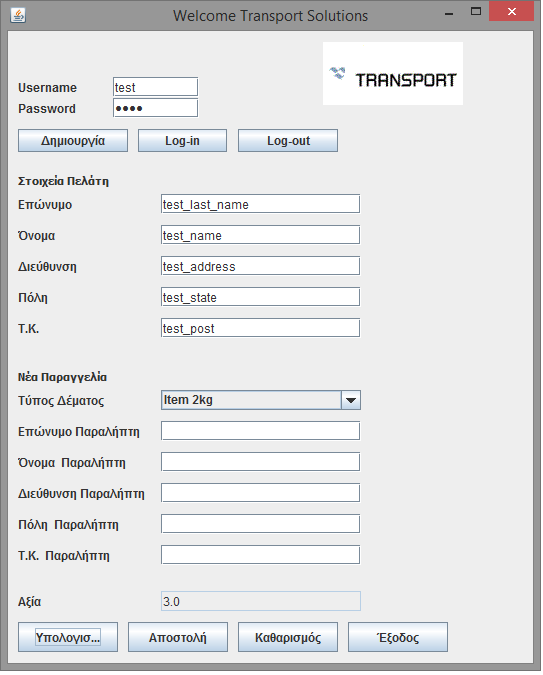 Welcome Transport Solutions
TRANSPORT
Username test
Password ●●●●
Δημιουργία Log-in Log-out
Στοιχεία Πελάτη
Επώνυμο test_last_name
Όνομα test_name
Διεύθυνση test_address
Πόλη test_state
Τ.Κ. test_post
Νέα Παραγγελία
Τύπος Δέματος Item 2kg
Επώνυμο Παραλήπτη
Όνομα Παραλήπτη
Διεύθυνση Παραλήπτη
Πόλη Παραλήπτη
Τ.Κ. Παραλήπτη
Αξία 3.0
Υπολογισ... Αποστολή Καθαρισμός Έξοδος